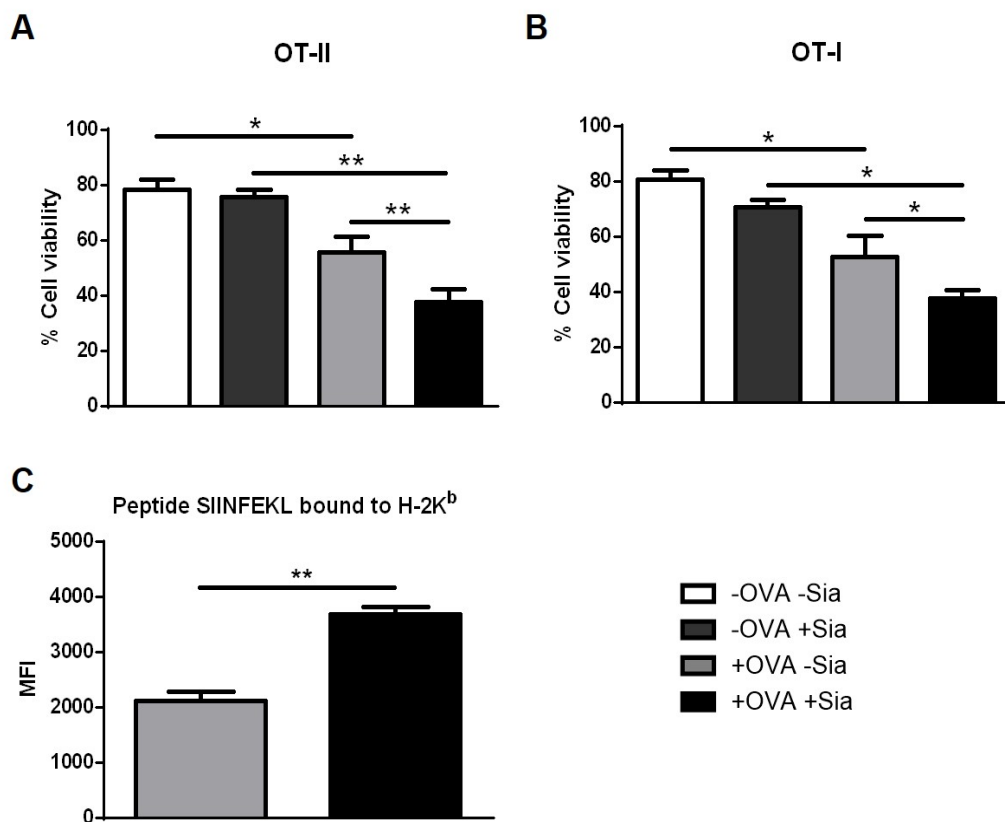 A
OT-II
% Cell viability
100
80
60
40
20
0
*
**
**
B
OT-I
% Cell viability
100
80
60
40
20
0
*
*
*
C
Peptide SIINFEKL bound to H-2Kᵇ
MFI
5000
4000
3000
2000
1000
0
**
-OVA -Sia
-OVA +Sia
+OVA -Sia
+OVA +Sia